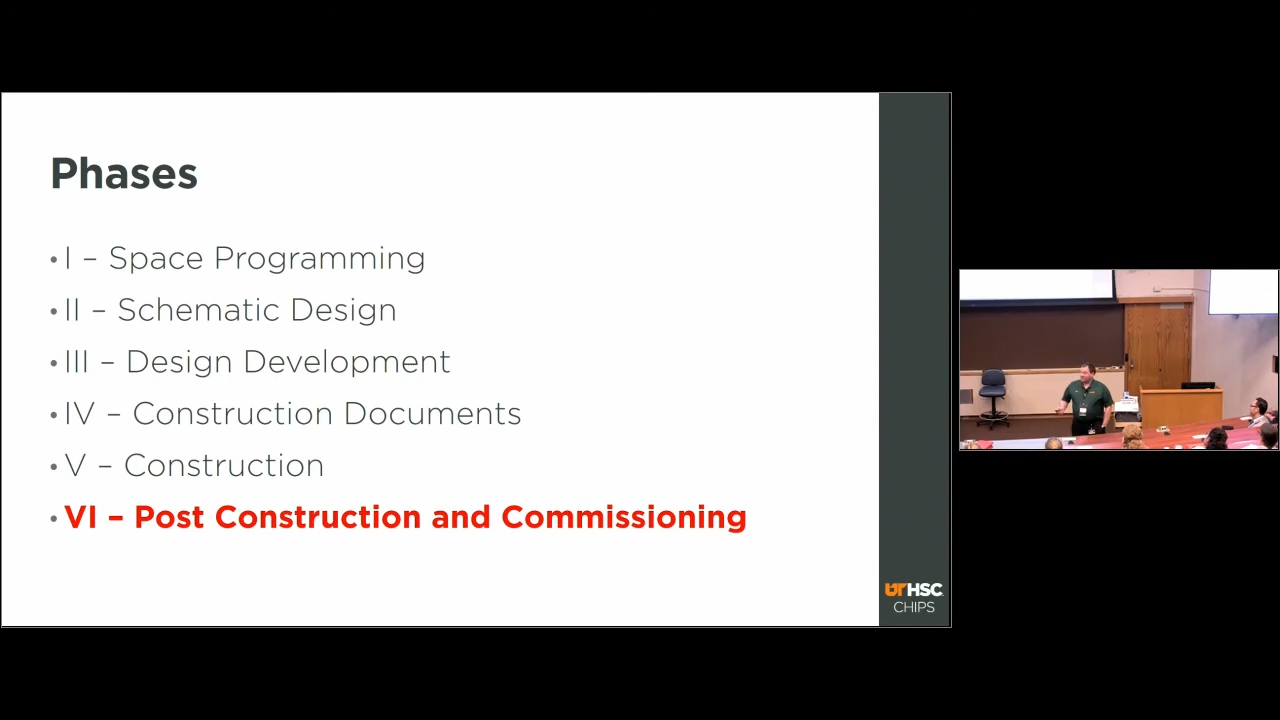 Phases
• I – Space Programming
• II – Schematic Design
• III – Design Development
• IV – Construction Documents
• V – Construction
• VI – Post Construction and Commissioning
UTHSC
CHIPS